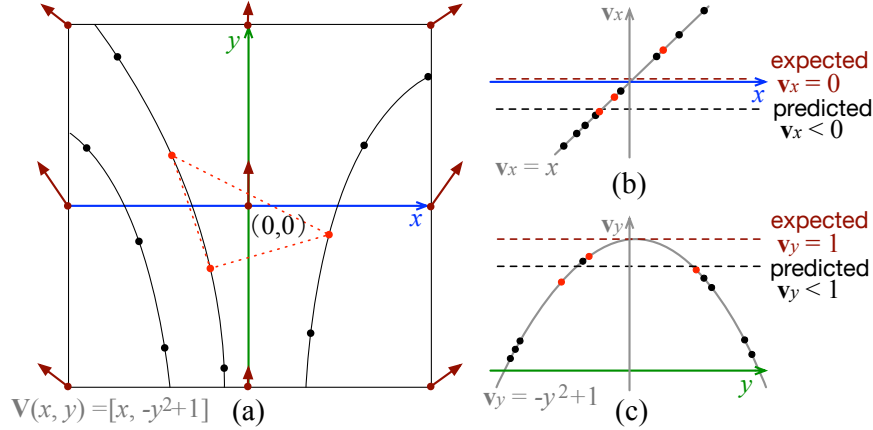 y
x
(0,0)
V(x, y) =[x, -y²+1]
(a)
vx
expected
vx = 0
x
predicted
vx < 0
vx = x
(b)
vy
expected
vy = 1
predicted
vy < 1
y
vy = -y²+1
(c)